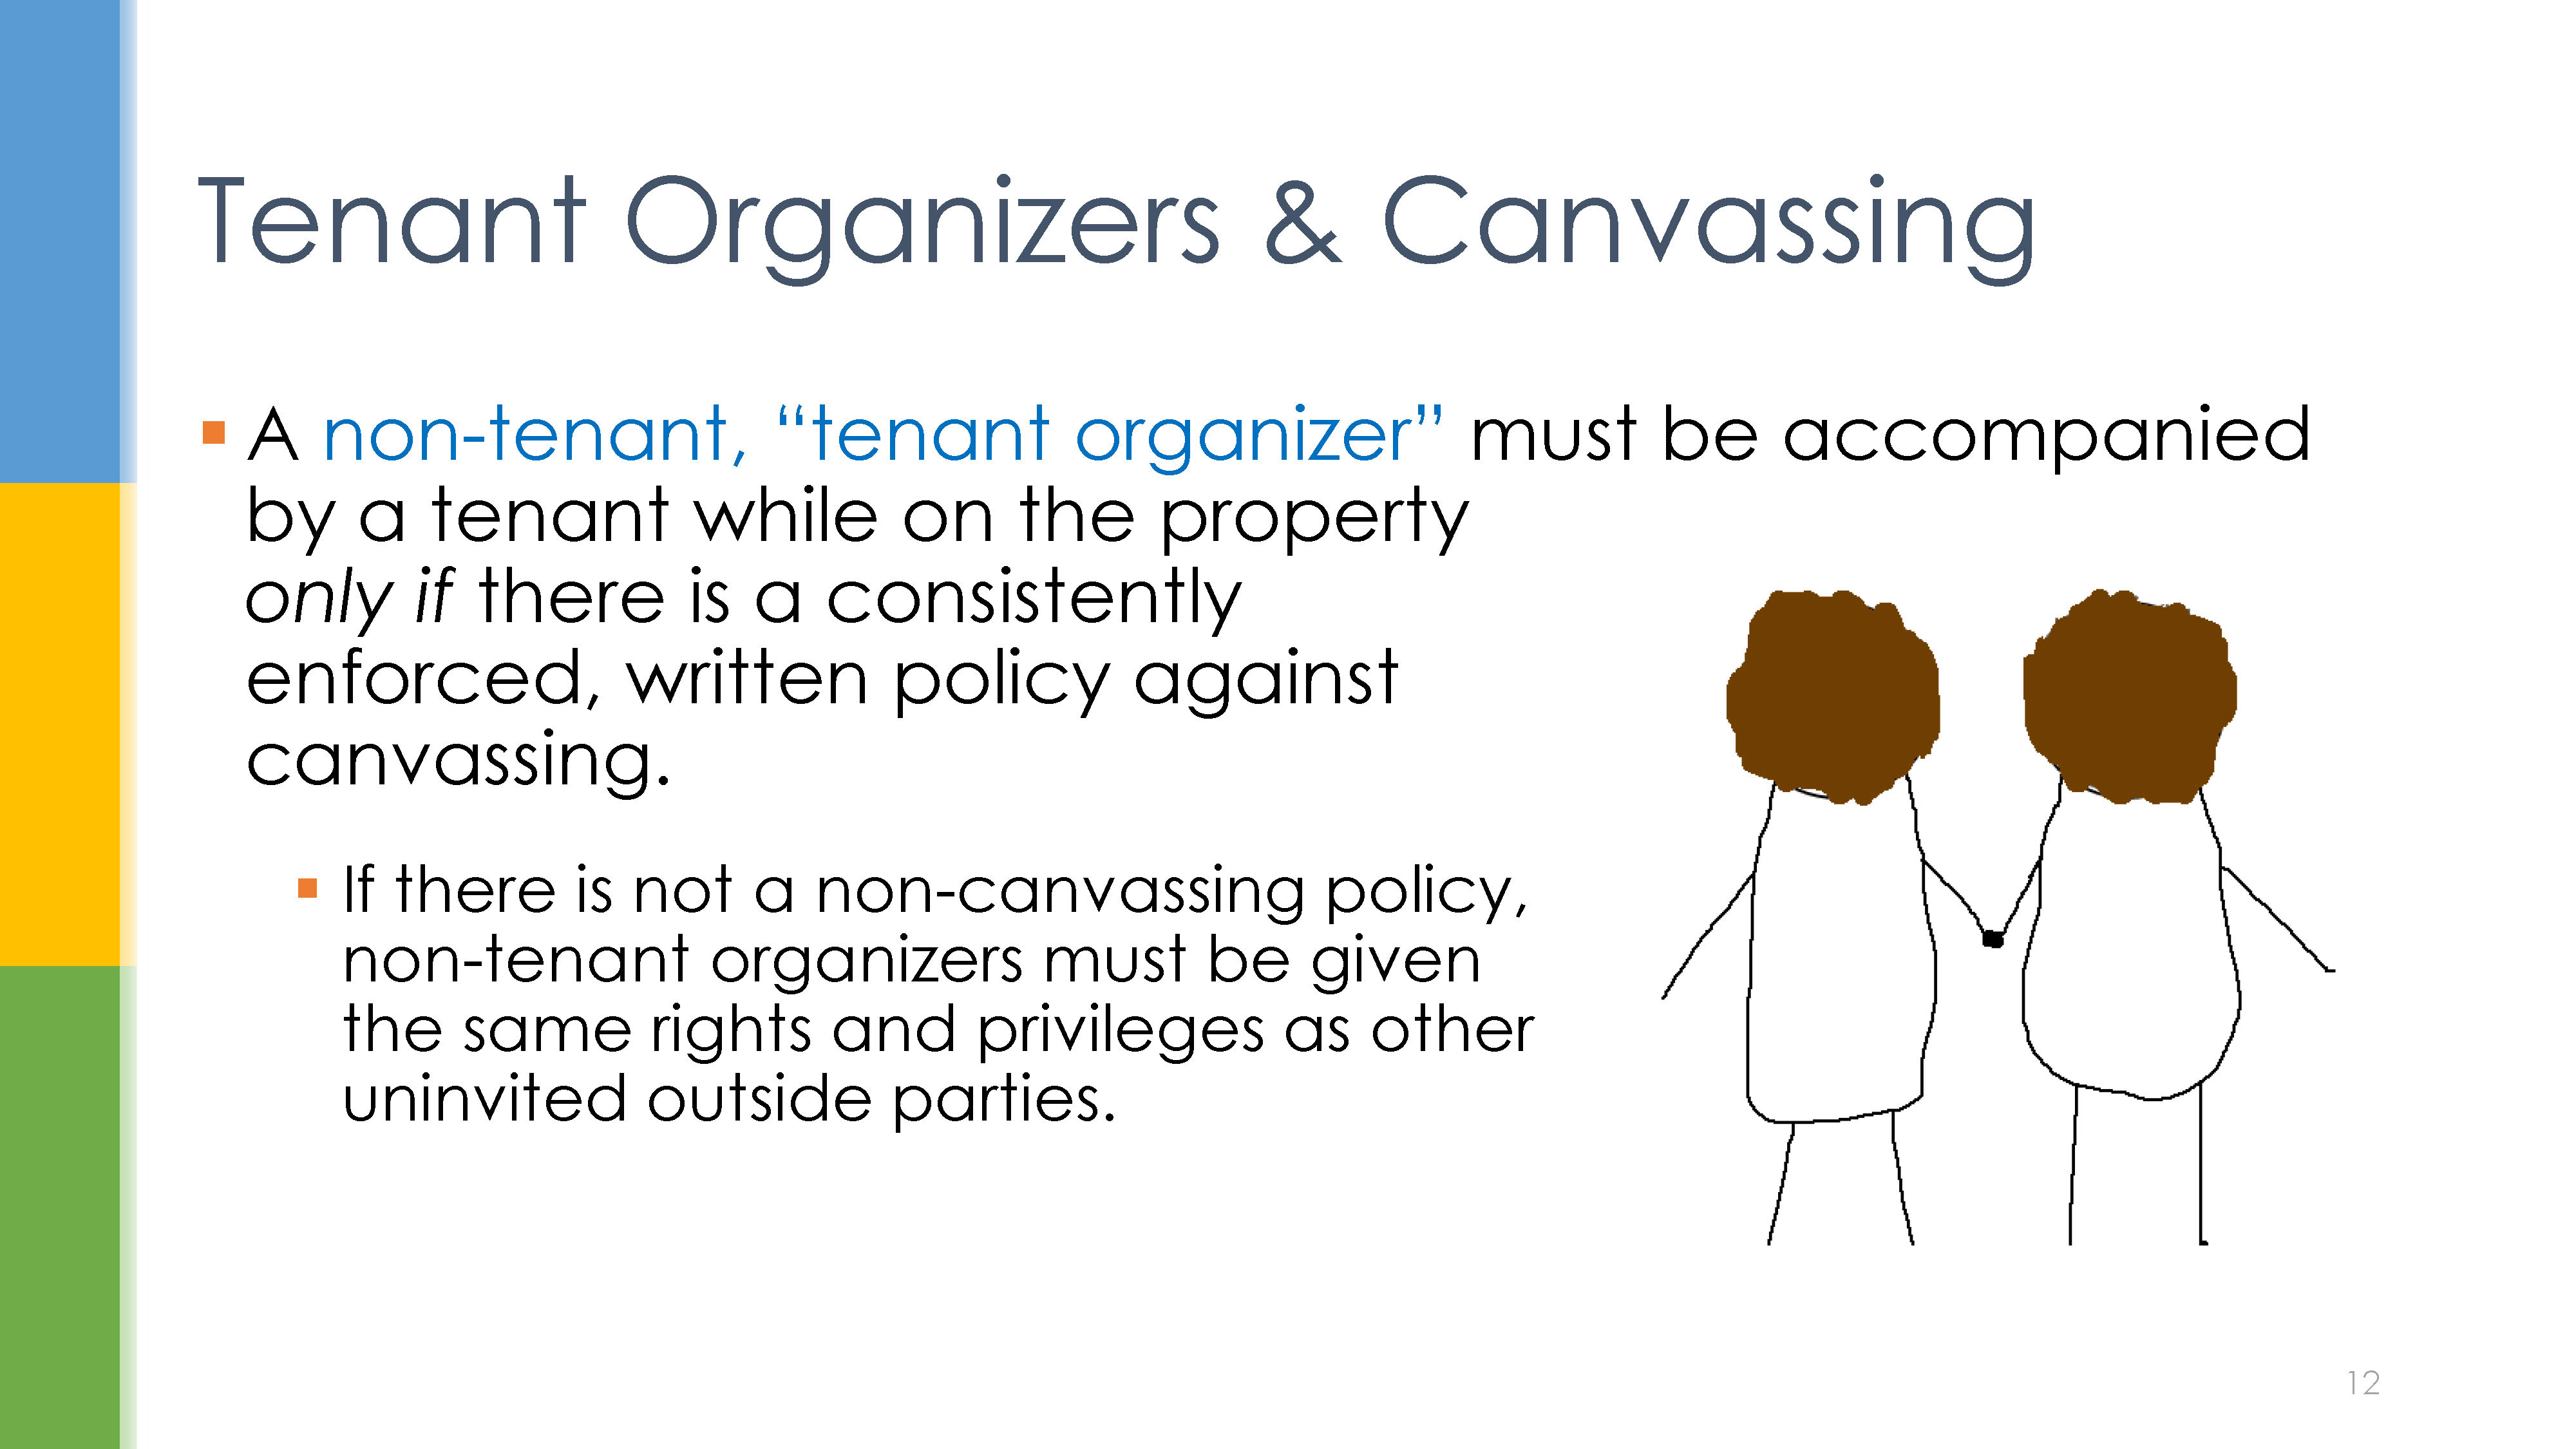 Tenant Organizers & Canvassing
▪ A non-tenant, “tenant organizer” must be accompanied
by a tenant while on the property
only if there is a consistently
enforced, written policy against
canvassing.
▪ If there is not a non-canvassing policy,
non-tenant organizers must be given
the same rights and privileges as other
uninvited outside parties.
12